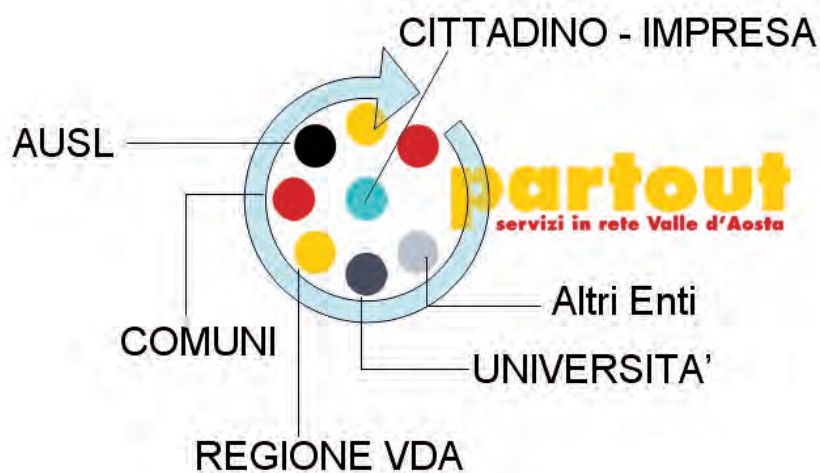 CITTADINO - IMPRESA
AUSL
partout
servizi in rete Valle d'Aosta
Altri Enti
COMUNI
UNIVERSITA'
REGIONE VDA